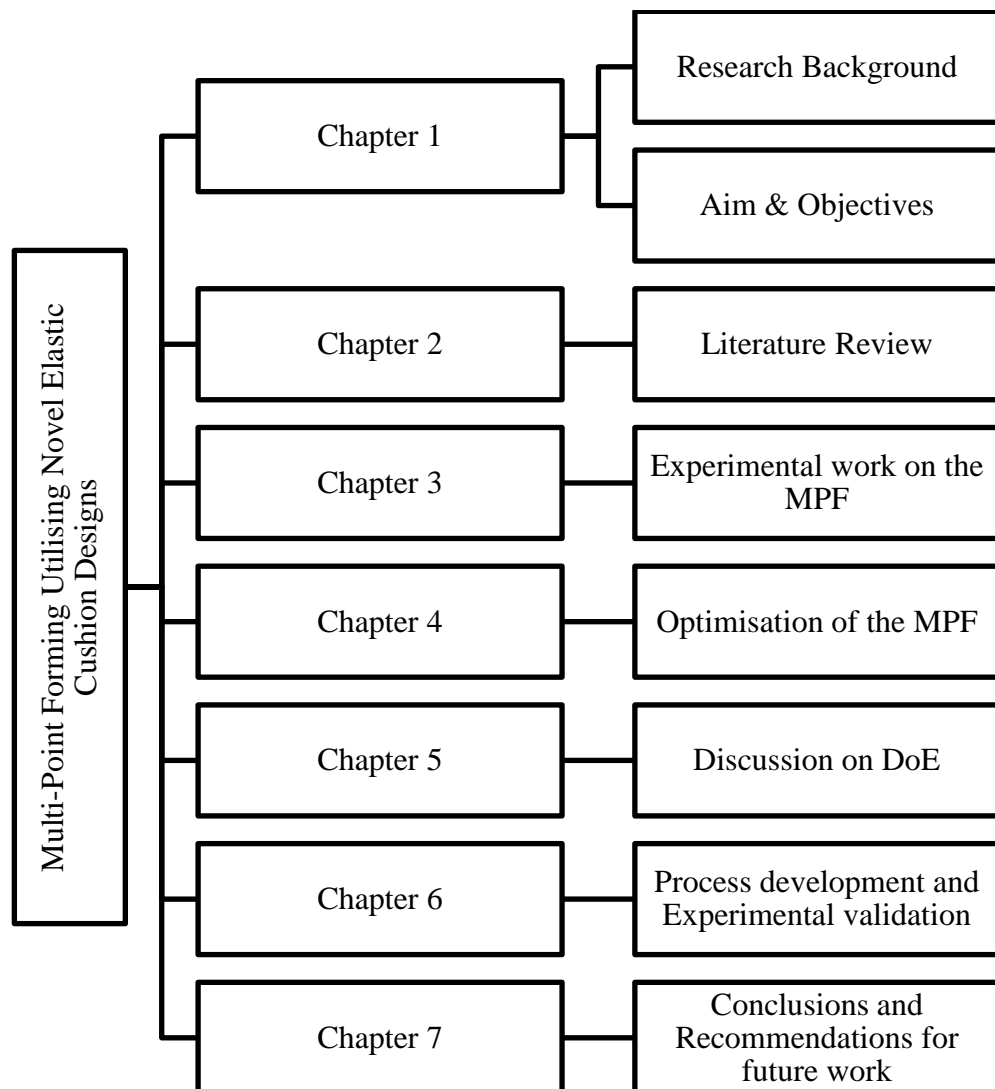 Multi-Point Forming Utilising Novel Elastic
Cushion Designs
Chapter 1
Research Background
Aim & Objectives
Chapter 2
Literature Review
Chapter 3
Experimental work on the
MPF
Chapter 4
Optimisation of the MPF
Chapter 5
Discussion on DoE
Chapter 6
Process development and
Experimental validation
Chapter 7
Conclusions and
Recommendations for
future work